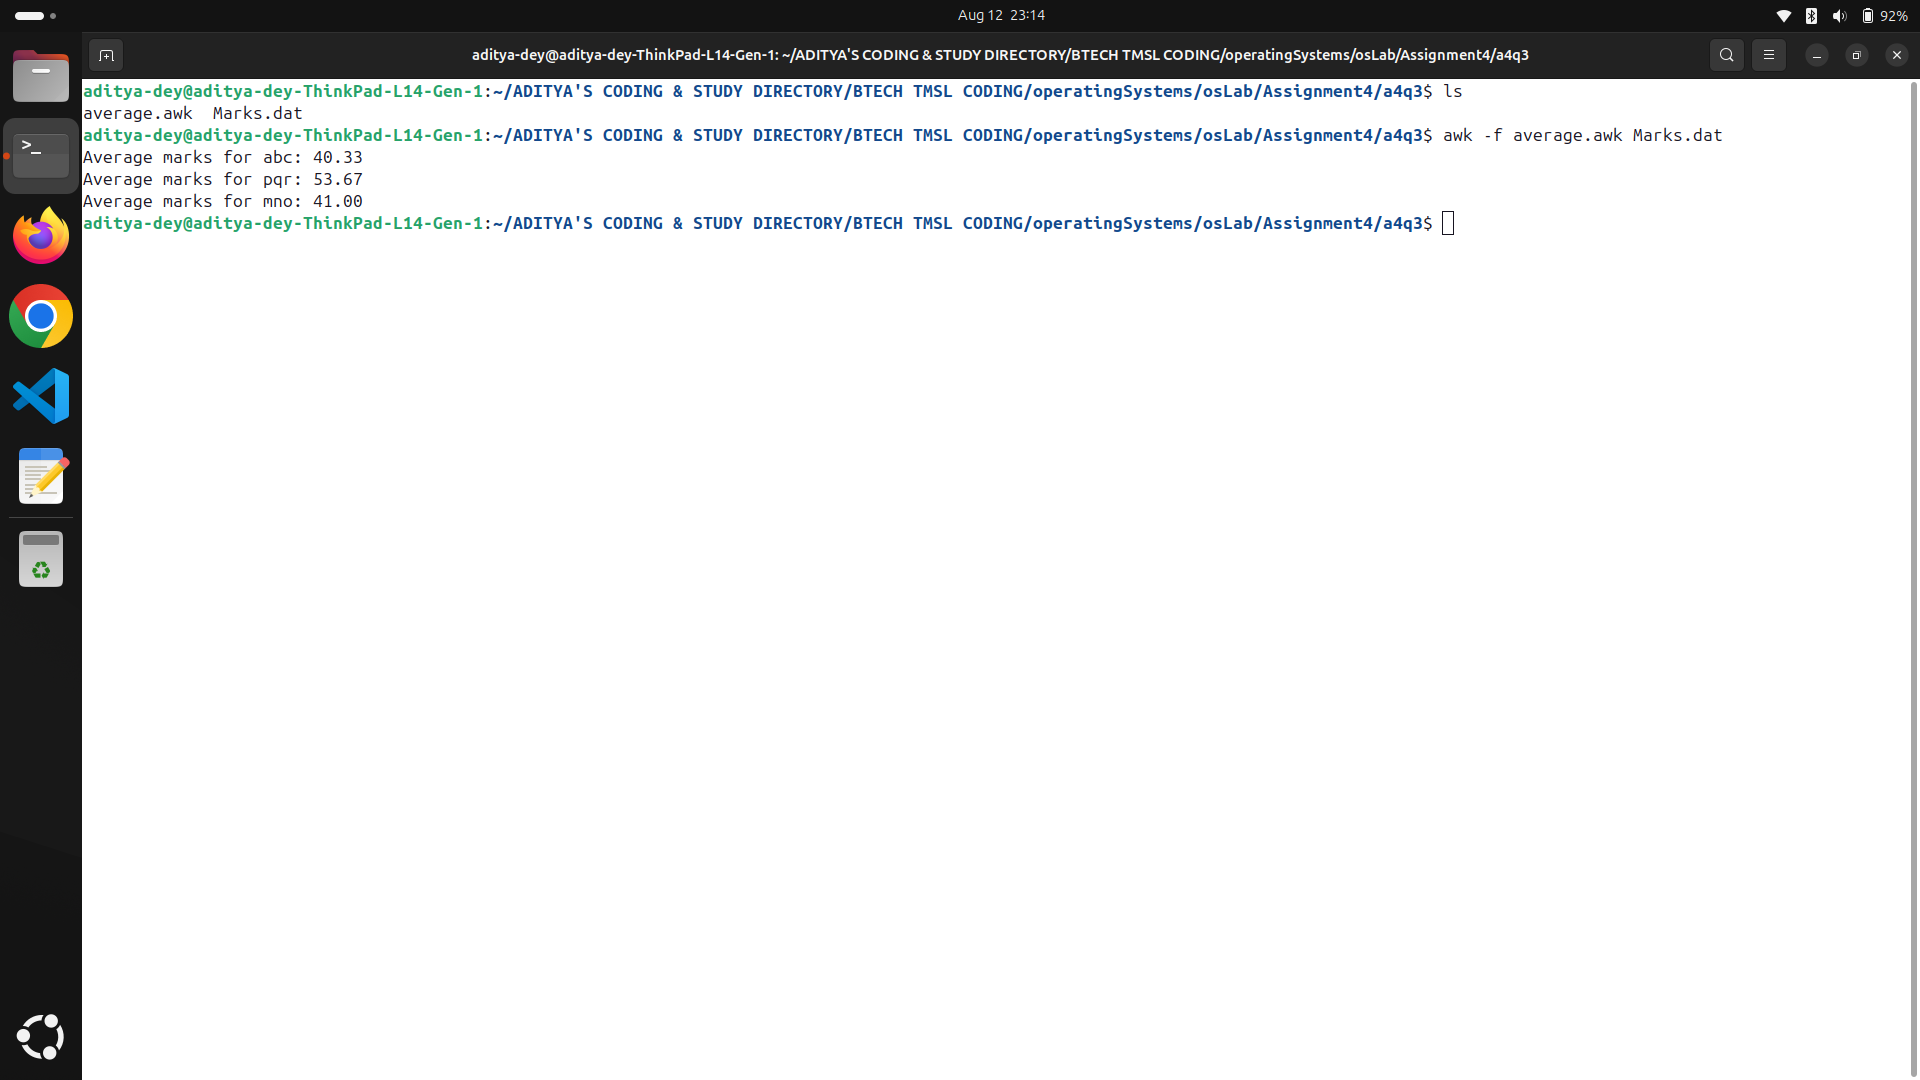 Aug 12 23:14
92%
aditya-dey@aditya-dey-ThinkPad-L14-Gen-1: ~/ADITYA'S CODING & STUDY DIRECTORY/BTECH TMSL CODING/operatingSystems/osLab/Assignment4/a4q3
aditya-dey@aditya-dey-ThinkPad-L14-Gen-1:~/ADITYA'S CODING & STUDY DIRECTORY/BTECH TMSL CODING/operatingSystems/osLab/Assignment4/a4q3$ ls
average.awk  Marks.dat
aditya-dey@aditya-dey-ThinkPad-L14-Gen-1:~/ADITYA'S CODING & STUDY DIRECTORY/BTECH TMSL CODING/operatingSystems/osLab/Assignment4/a4q3$ awk -f average.awk Marks.dat
Average marks for abc: 40.33
Average marks for pqr: 53.67
Average marks for mno: 41.00
aditya-dey@aditya-dey-ThinkPad-L14-Gen-1:~/ADITYA'S CODING & STUDY DIRECTORY/BTECH TMSL CODING/operatingSystems/osLab/Assignment4/a4q3$